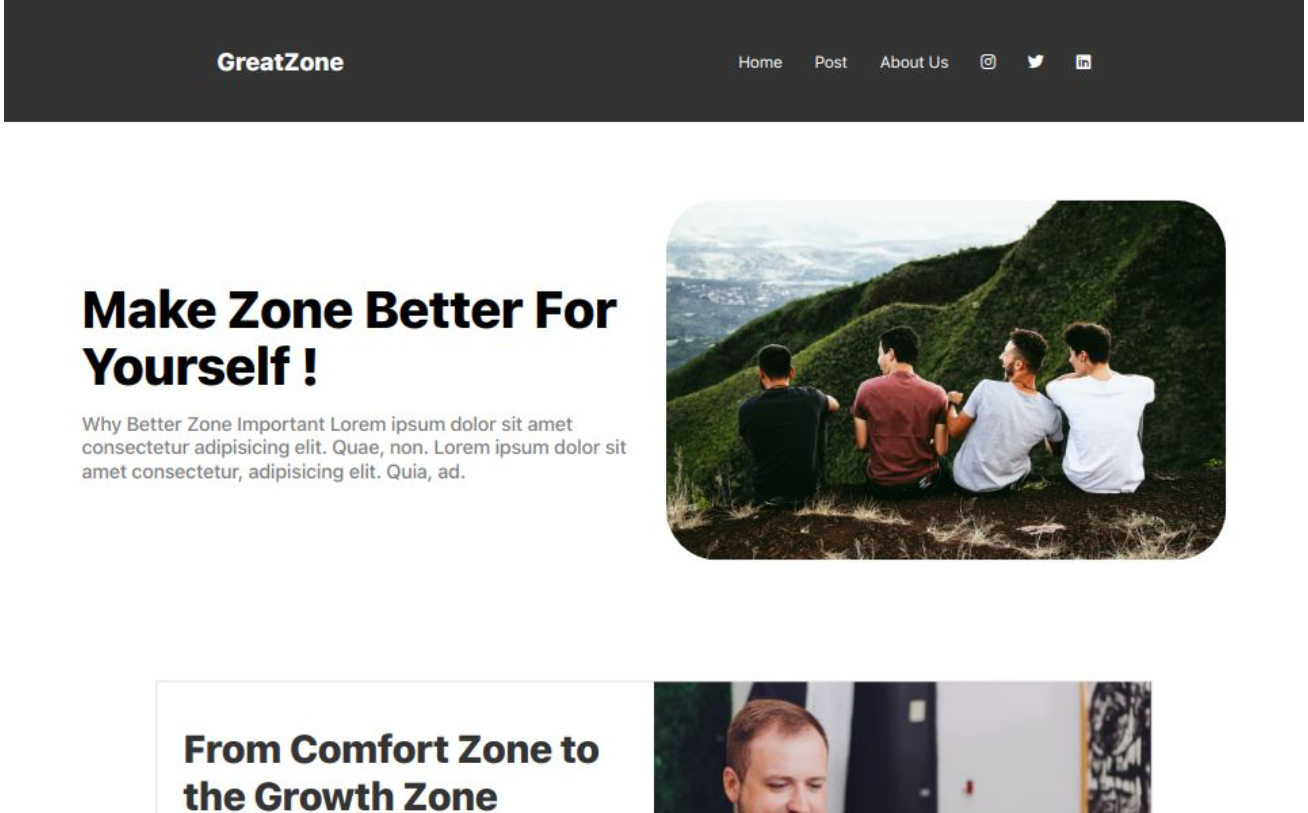 GreatZone
Home Post About Us
Make Zone Better For
Yourself !
Why Better Zone Important Lorem ipsum dolor sit amet
consectetur adipisicing elit. Quae, non. Lorem ipsum dolor sit
amet consectetur, adipisicing elit. Quia, ad.
From Comfort Zone to
the Growth Zone